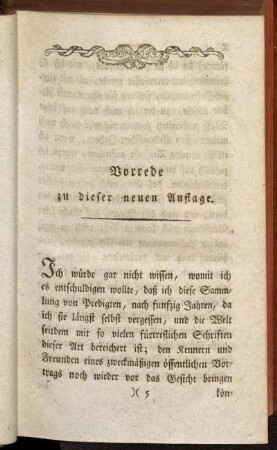 Vorrede
zu dieser neuen Auflage.
Ich würde gar nicht wissen, womit ich
es entschuldigen wollte, daß ich diese Samm-
lung von Predigten, nach funfzig Jahren, da
ich sie längst selbst vergessen, und die Welt
seitdem mit so vielen fürtreflichen Schriften
dieser Art bereichert ist; den Kennern und
Freunden eines zweckmäßigen öffentlichen Vor-
trags noch wieder vor das Gesicht bringen
)( 5 kön-